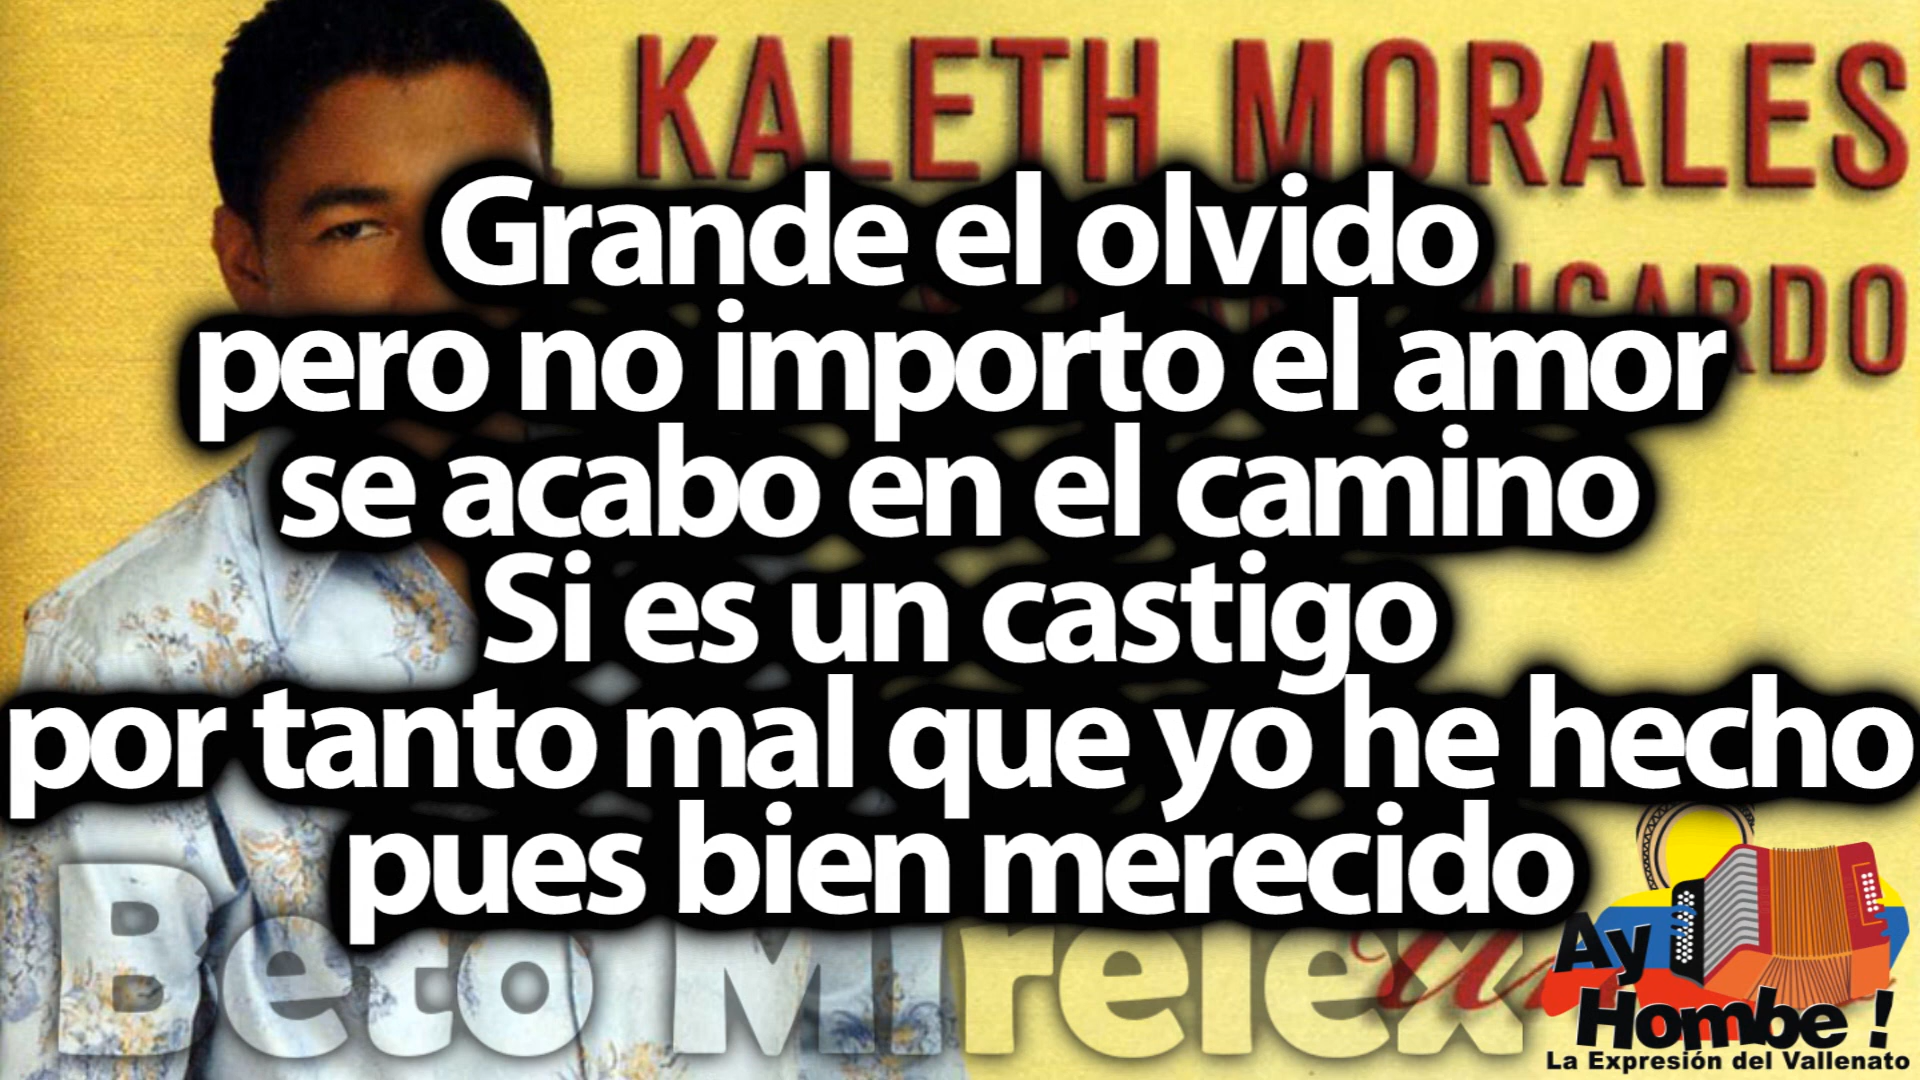 KALETH MORALES
Grande el olvido
pero no importo el amor
se acabo en el camino
Si es un castigo
por tanto mal que yo he hecho
pues bien merecido
Beto Mirelex
Ay
Hombe !
La Expresión del Vallenato